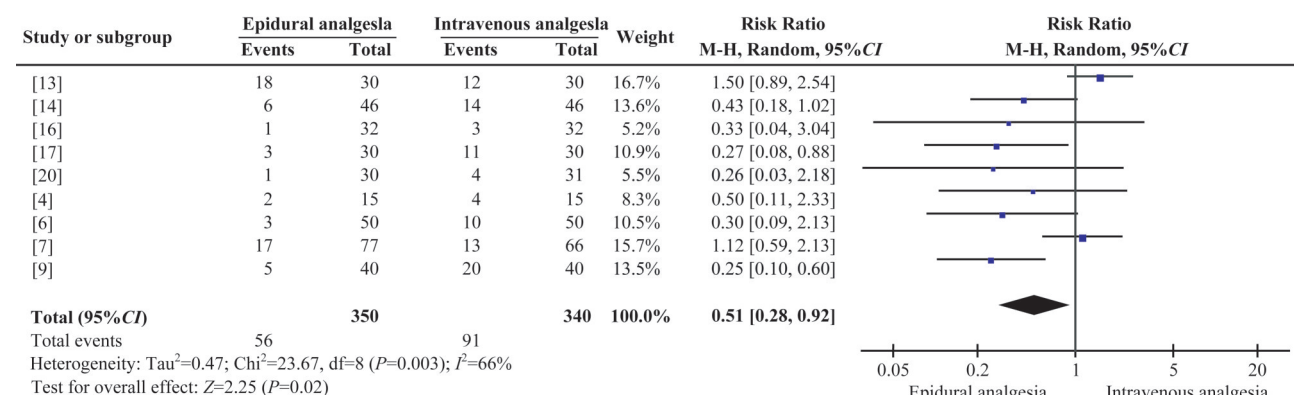 Study or subgroup Epidural analgesla Intravenous analgesla Weight Risk Ratio Risk Ratio
Events Total Events Total M-H, Random, 95%CI M-H, Random, 95%CI
[13] 18 30 12 30 16.7% 1.50 [0.89, 2.54]
[14] 6 46 14 46 13.6% 0.43 [0.18, 1.02]
[16] 1 32 3 32 5.2% 0.33 [0.04, 3.04]
[17] 3 30 11 30 10.9% 0.27 [0.08, 0.88]
[20] 1 30 4 31 5.5% 0.26 [0.03, 2.18]
[4] 2 15 4 15 8.3% 0.50 [0.11, 2.33]
[6] 3 50 10 50 10.5% 0.30 [0.09, 2.13]
[7] 17 77 13 66 15.7% 1.12 [0.59, 2.13]
[9] 5 40 20 40 13.5% 0.25 [0.10, 0.60]
Total (95%CI) 350 340 100.0% 0.51 [0.28, 0.92]
Total events 56 91
Heterogeneity: Tau²=0.47; Chi²=23.67, df=8 (P=0.003); I²=66%
Test for overall effect: Z=2.25 (P=0.02)
0.05 0.2 1 5 20
Epidural analgesia Intravenous analgesia